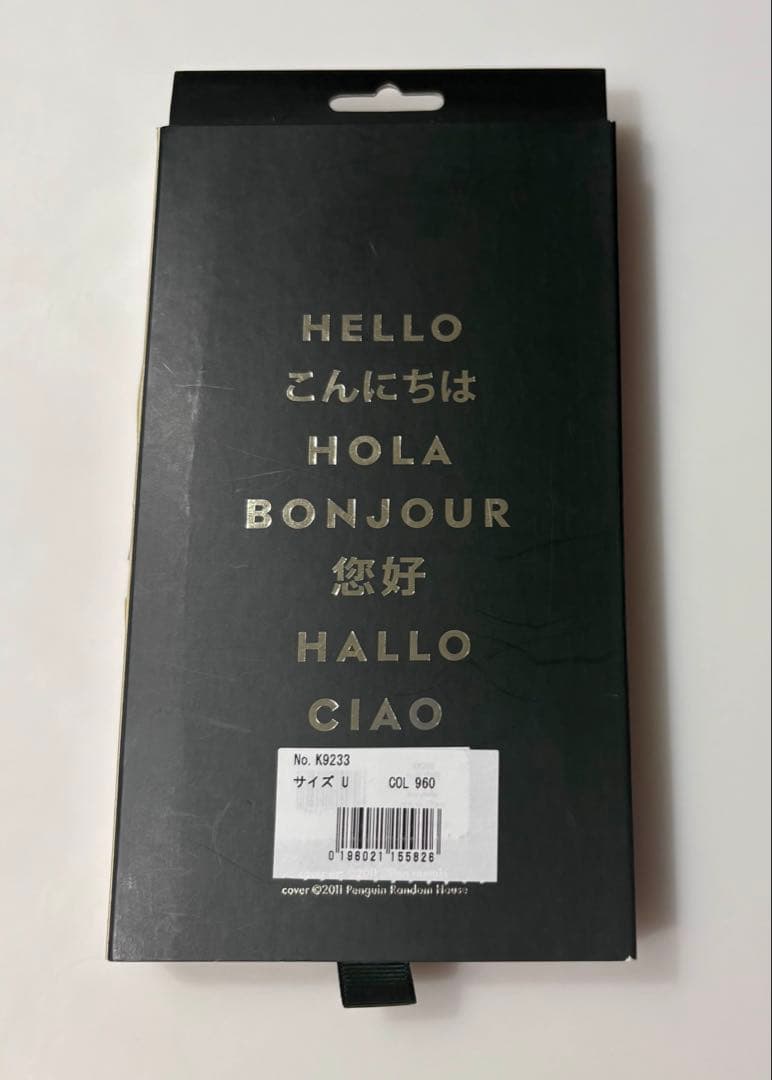 HELLO
こんにちは
HOLA
BONJOUR
您好
HALLO
CIAO
No. K9233
サイズ U COL 960
0 196021 155826
cover ©2011 Penguin Random House